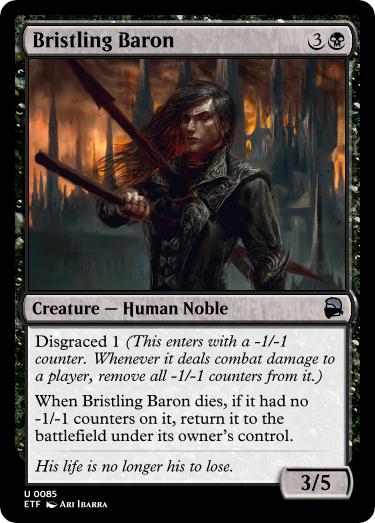 Bristling Baron 3
Creature — Human Noble
Disgraced 1 (This enters with a -1/-1
counter. Whenever it deals combat damage to
a player, remove all -1/-1 counters from it.)
When Bristling Baron dies, if it had no
-1/-1 counters on it, return it to the
battlefield under its owner's control.
His life is no longer his to lose.
3/5
U 0085
ETF Ari Ibarra